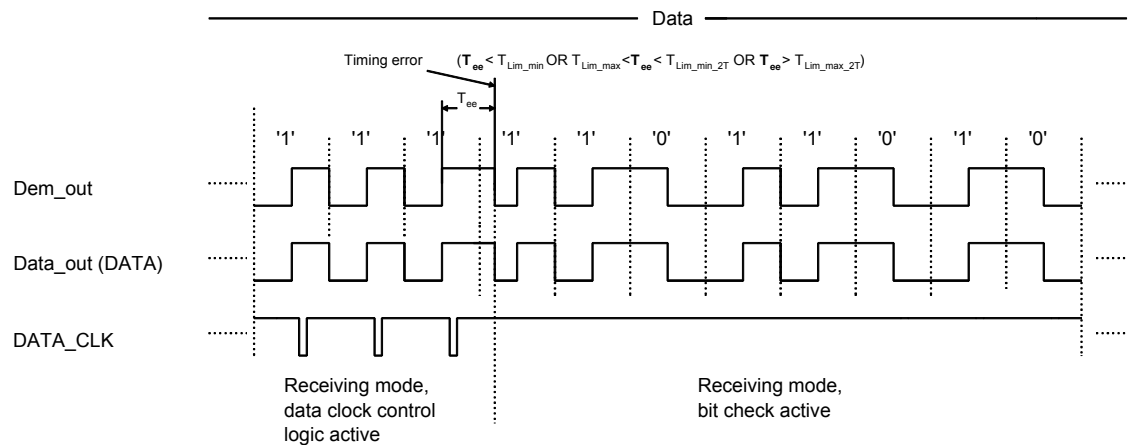 Data
Timing error (Tee < TLim_min OR TLim_max < Tee < TLim_min_2T OR Tee > TLim_max_2T)
Tee
'1' '1' '1' '1' '1' '0' '1' '1' '0' '1' '0'
Dem_out
Data_out (DATA)
DATA_CLK
Receiving mode,
data clock control
logic active
Receiving mode,
bit check active